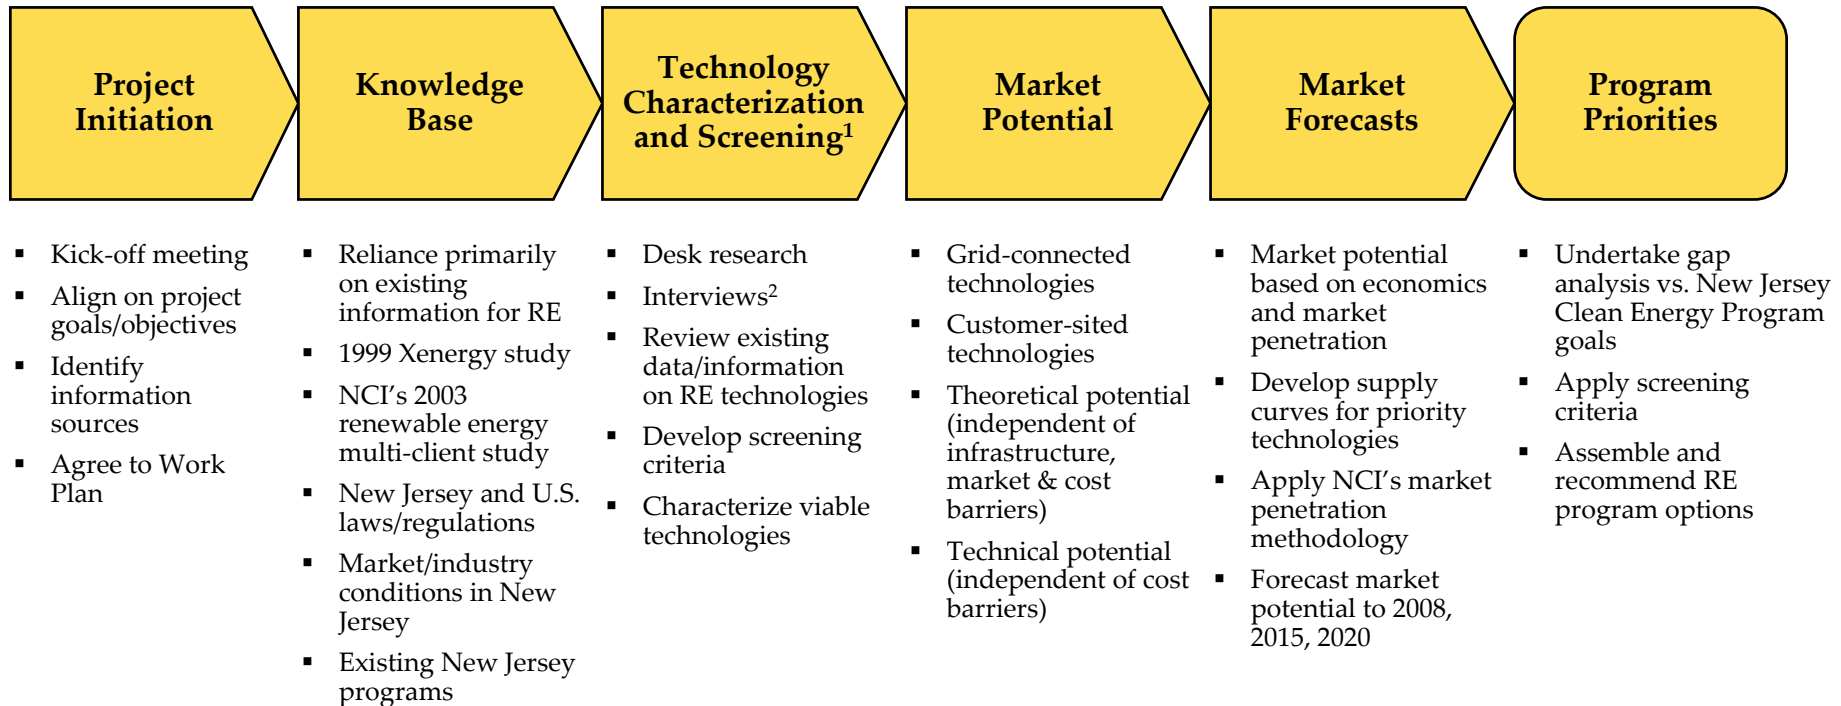 Project
Initiation
Knowledge
Base
Technology
Characterization
and Screening¹
Market
Potential
Market
Forecasts
Program
Priorities
▪ Kick-off meeting
▪ Align on project
goals/objectives
▪ Identify
information
sources
▪ Agree to Work
Plan
▪ Reliance primarily
on existing
information for RE
▪ 1999 Xenergy study
▪ NCI’s 2003
renewable energy
multi-client study
▪ New Jersey and U.S.
laws/regulations
▪ Market/industry
conditions in New
Jersey
▪ Existing New Jersey
programs
▪ Desk research
▪ Interviews²
▪ Review existing
data/information
on RE technologies
▪ Develop screening
criteria
▪ Characterize viable
technologies
▪ Grid-connected
technologies
▪ Customer-sited
technologies
▪ Theoretical potential
(independent of
infrastructure,
market & cost
barriers)
▪ Technical potential
(independent of cost
barriers)
▪ Market potential
based on economics
and market
penetration
▪ Develop supply
curves for priority
technologies
▪ Apply NCI’s market
penetration
methodology
▪ Forecast market
potential to 2008,
2015, 2020
▪ Undertake gap
analysis vs. New Jersey
Clean Energy Program
goals
▪ Apply screening
criteria
▪ Assemble and
recommend RE
program options